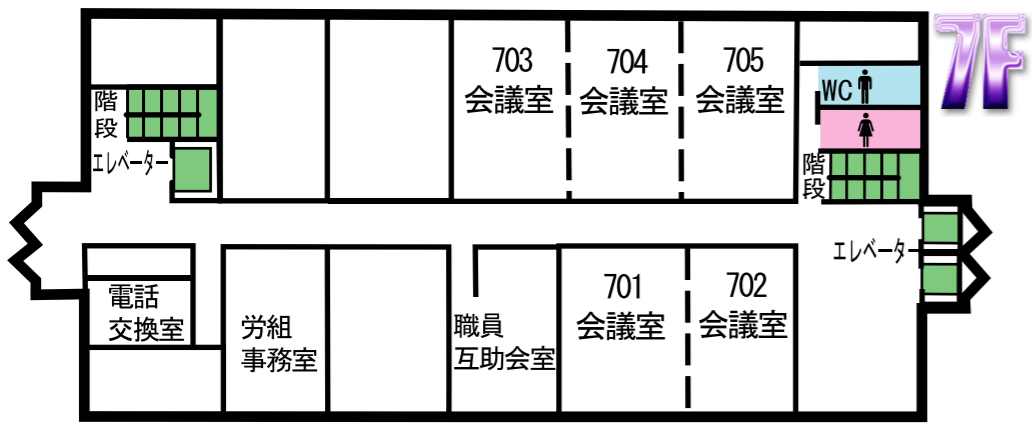 7F
703
会議室
704
会議室
705
会議室
WC
階
段
エレベーター
階
段
エレベーター
電話
交換室
労組
事務室
職員
互助会室
701
会議室
702
会議室